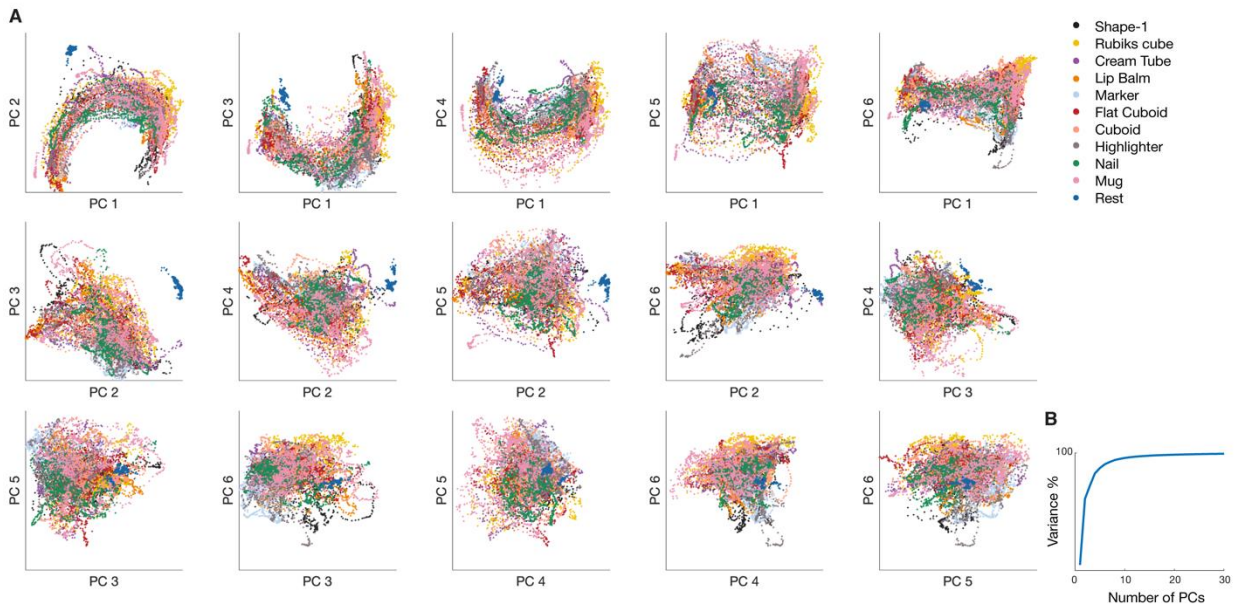 A
PC 2
PC 1
PC 3
PC 1
PC 4
PC 1
PC 5
PC 1
PC 6
PC 1
Shape-1
Rubiks cube
Cream Tube
Lip Balm
Marker
Flat Cuboid
Cuboid
Highlighter
Nail
Mug
Rest
PC 3
PC 2
PC 4
PC 2
PC 5
PC 2
PC 6
PC 2
PC 4
PC 3
PC 5
PC 3
PC 6
PC 3
PC 5
PC 4
PC 6
PC 4
PC 6
PC 5
B
100
Variance %
0 10 20 30
Number of PCs